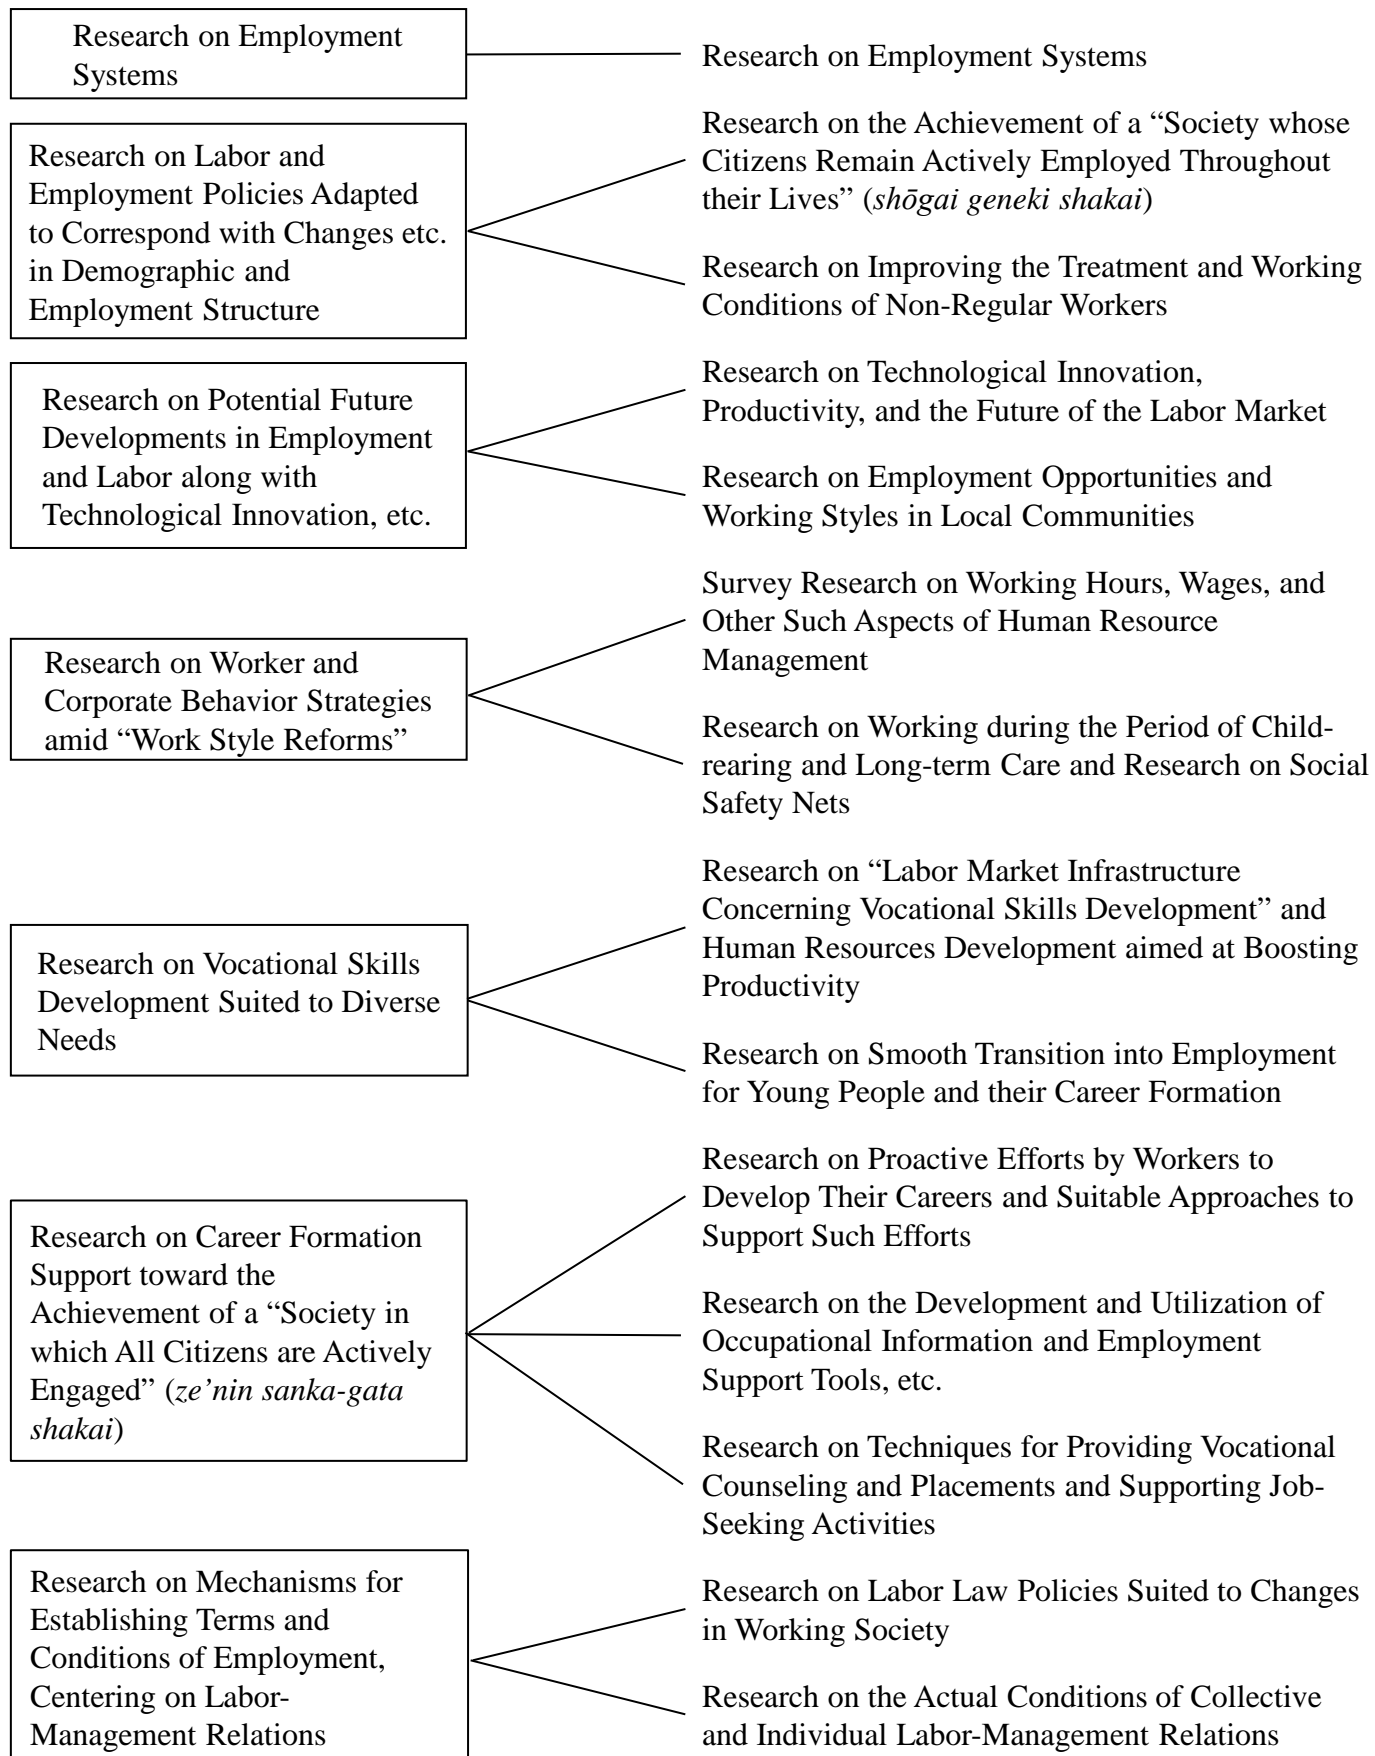 Research on Employment
Systems
Research on Employment Systems
Research on Labor and
Employment Policies Adapted
to Correspond with Changes etc.
in Demographic and
Employment Structure
Research on the Achievement of a “Society whose
Citizens Remain Actively Employed Throughout
their Lives” (shōgai geneki shakai)
Research on Improving the Treatment and Working
Conditions of Non-Regular Workers
Research on Potential Future
Developments in Employment
and Labor along with
Technological Innovation, etc.
Research on Technological Innovation,
Productivity, and the Future of the Labor Market
Research on Employment Opportunities and
Working Styles in Local Communities
Research on Worker and
Corporate Behavior Strategies
amid “Work Style Reforms”
Survey Research on Working Hours, Wages, and
Other Such Aspects of Human Resource
Management
Research on Working during the Period of Child-
rearing and Long-term Care and Research on Social
Safety Nets
Research on Vocational Skills
Development Suited to Diverse
Needs
Research on “Labor Market Infrastructure
Concerning Vocational Skills Development” and
Human Resources Development aimed at Boosting
Productivity
Research on Smooth Transition into Employment
for Young People and their Career Formation
Research on Career Formation
Support toward the
Achievement of a “Society in
which All Citizens are Actively
Engaged” (ze’nin sanka-gata
shakai)
Research on Proactive Efforts by Workers to
Develop Their Careers and Suitable Approaches to
Support Such Efforts
Research on the Development and Utilization of
Occupational Information and Employment
Support Tools, etc.
Research on Techniques for Providing Vocational
Counseling and Placements and Supporting Job-
Seeking Activities
Research on Mechanisms for
Establishing Terms and
Conditions of Employment,
Centering on Labor-
Management Relations
Research on Labor Law Policies Suited to Changes
in Working Society
Research on the Actual Conditions of Collective
and Individual Labor-Management Relations